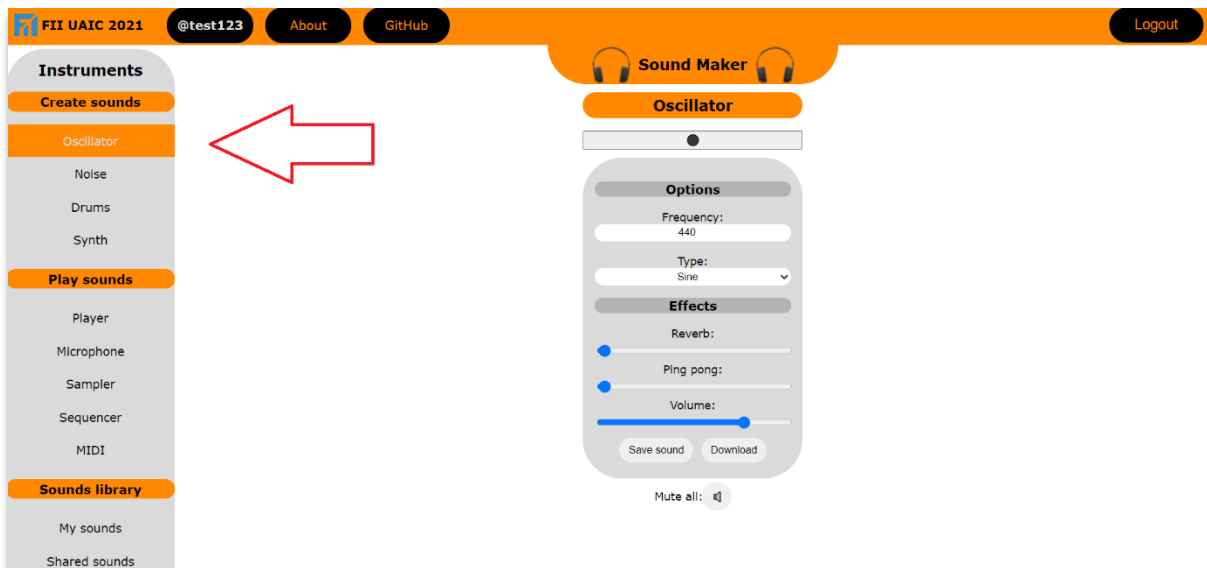 FII UAIC 2021 @test123 About GitHub Logout
Instruments
Create sounds
Oscillator
Noise
Drums
Synth
Play sounds
Player
Microphone
Sampler
Sequencer
MIDI
Sounds library
My sounds
Shared sounds
Sound Maker
Oscillator
Options
Frequency:
440
Type:
Sine
Effects
Reverb:
Ping pong:
Volume:
Save sound Download
Mute all: